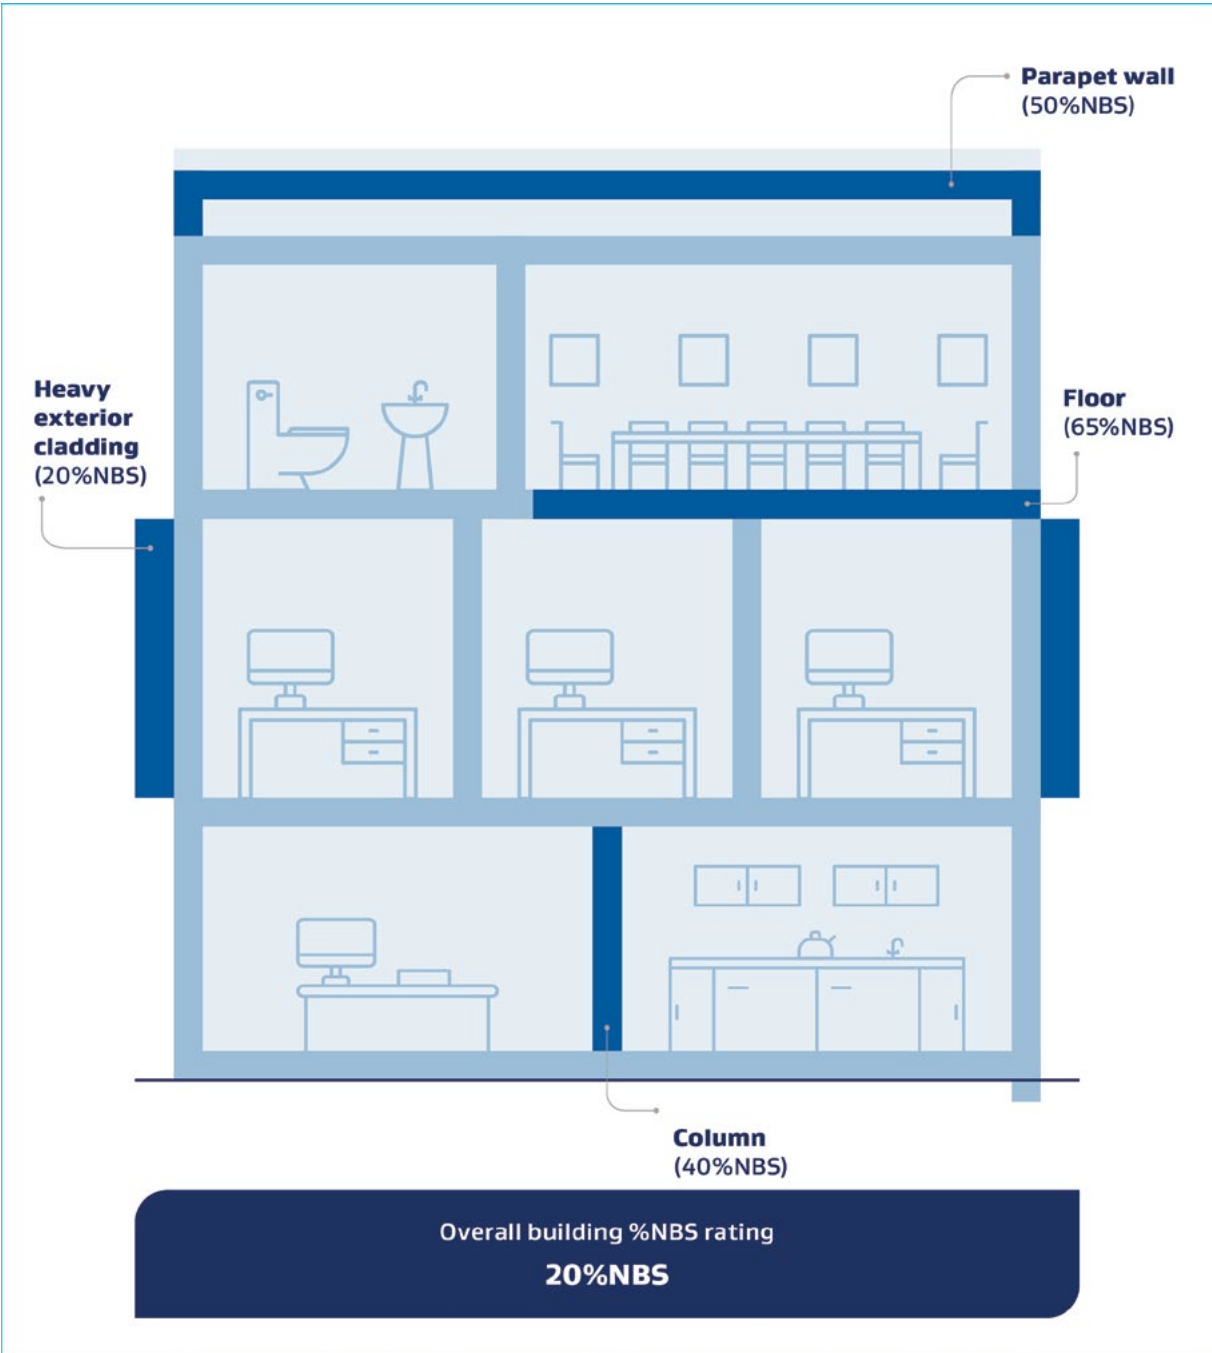 Parapet wall
(50%NBS)
Heavy
exterior
cladding
(20%NBS)
Floor
(65%NBS)
Column
(40%NBS)
Overall building %NBS rating
20%NBS